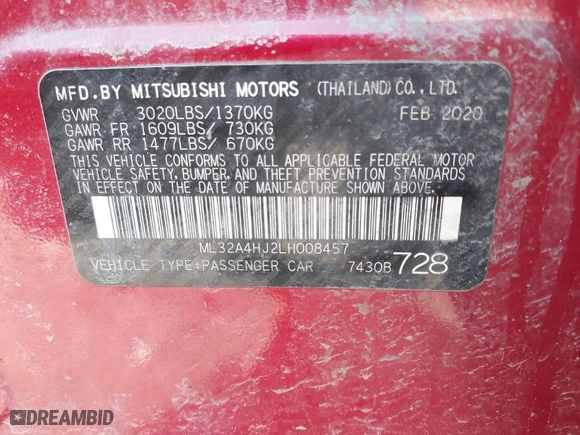 MFD. BY MITSUBISHI MOTORS (THAILAND) CO., LTD.
GVWR 3020LBS/1370KG FEB 2020
GAWR FR 1609LBS/ 730KG
GAWR RR 1477LBS/ 670KG
THIS VEHICLE CONFORMS TO ALL APPLICABLE FEDERAL MOTOR
VEHICLE SAFETY, BUMPER, AND THEFT PREVENTION STANDARDS
IN EFFECT ON THE DATE OF MANUFACTURE SHOWN ABOVE.
ML32A4HJ2LH008457
VEHICLE TYPE:PASSENGER CAR 7430B 728
DREAMBID